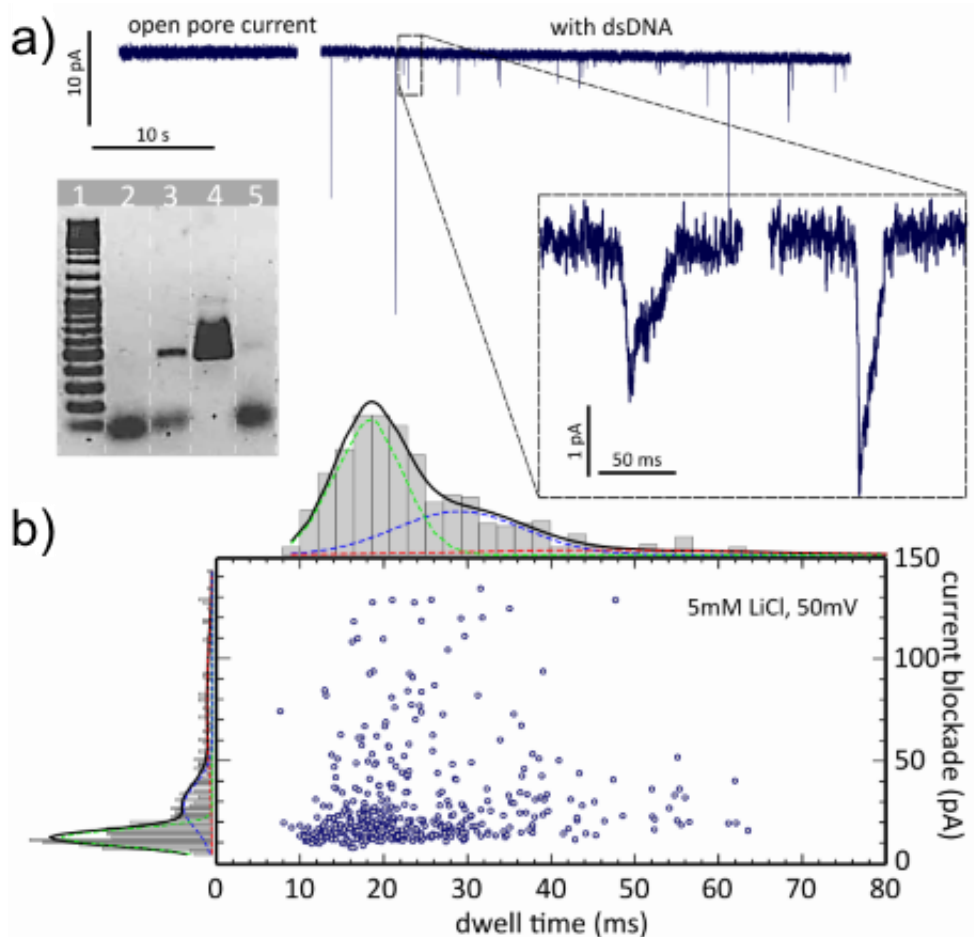 a)
open pore current
with dsDNA
10 pA
10 s
1 2 3 4 5
1 pA
50 ms
b)
5mM LiCl, 50mV
150
100
50
0
current blockade (pA)
0 10 20 30 40 50 60 70 80
dwell time (ms)